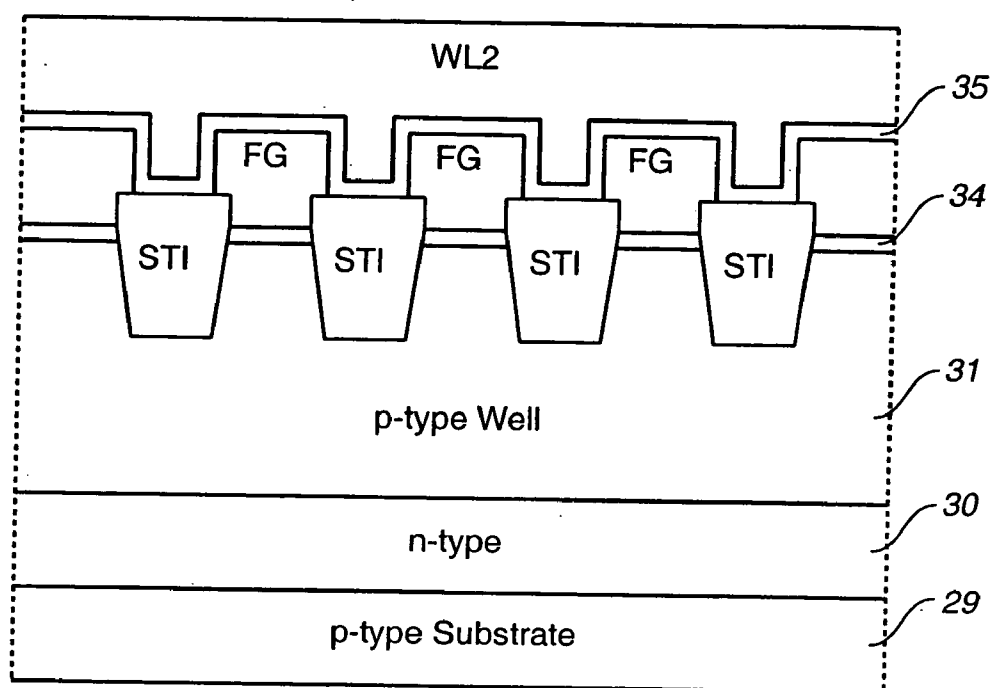 WL2
35
FG FG FG
34
STI STI STI STI
31
p-type Well
30
n-type
29
p-type Substrate